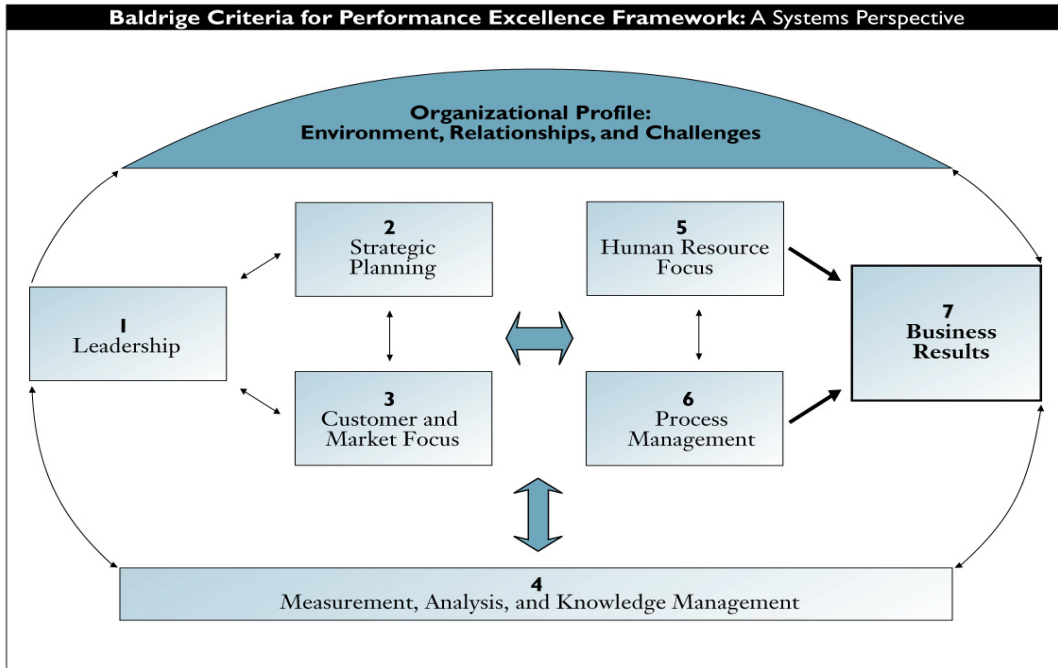 Baldrige Criteria for Performance Excellence Framework: A Systems Perspective
Organizational Profile:
Environment, Relationships, and Challenges
2
Strategic
Planning
5
Human Resource
Focus
1
Leadership
7
Business
Results
3
Customer and
Market Focus
6
Process
Management
4
Measurement, Analysis, and Knowledge Management